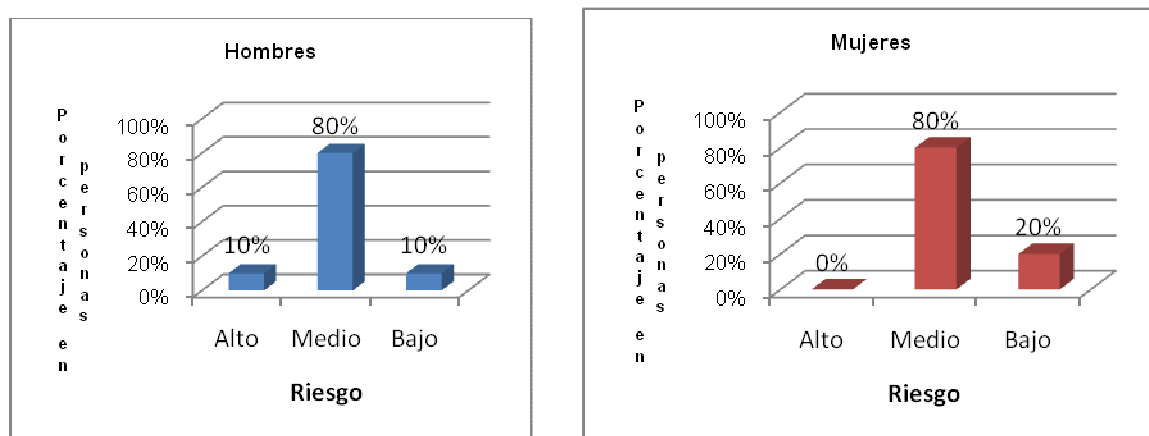 Hombres
Porcentaje en
personas
100%
80%
60%
40%
20%
0%
10%
80%
10%
Alto Medio Bajo
Riesgo
Mujeres
Porcentaje en
personas
100%
80%
60%
40%
20%
0%
0%
80%
20%
Alto Medio Bajo
Riesgo